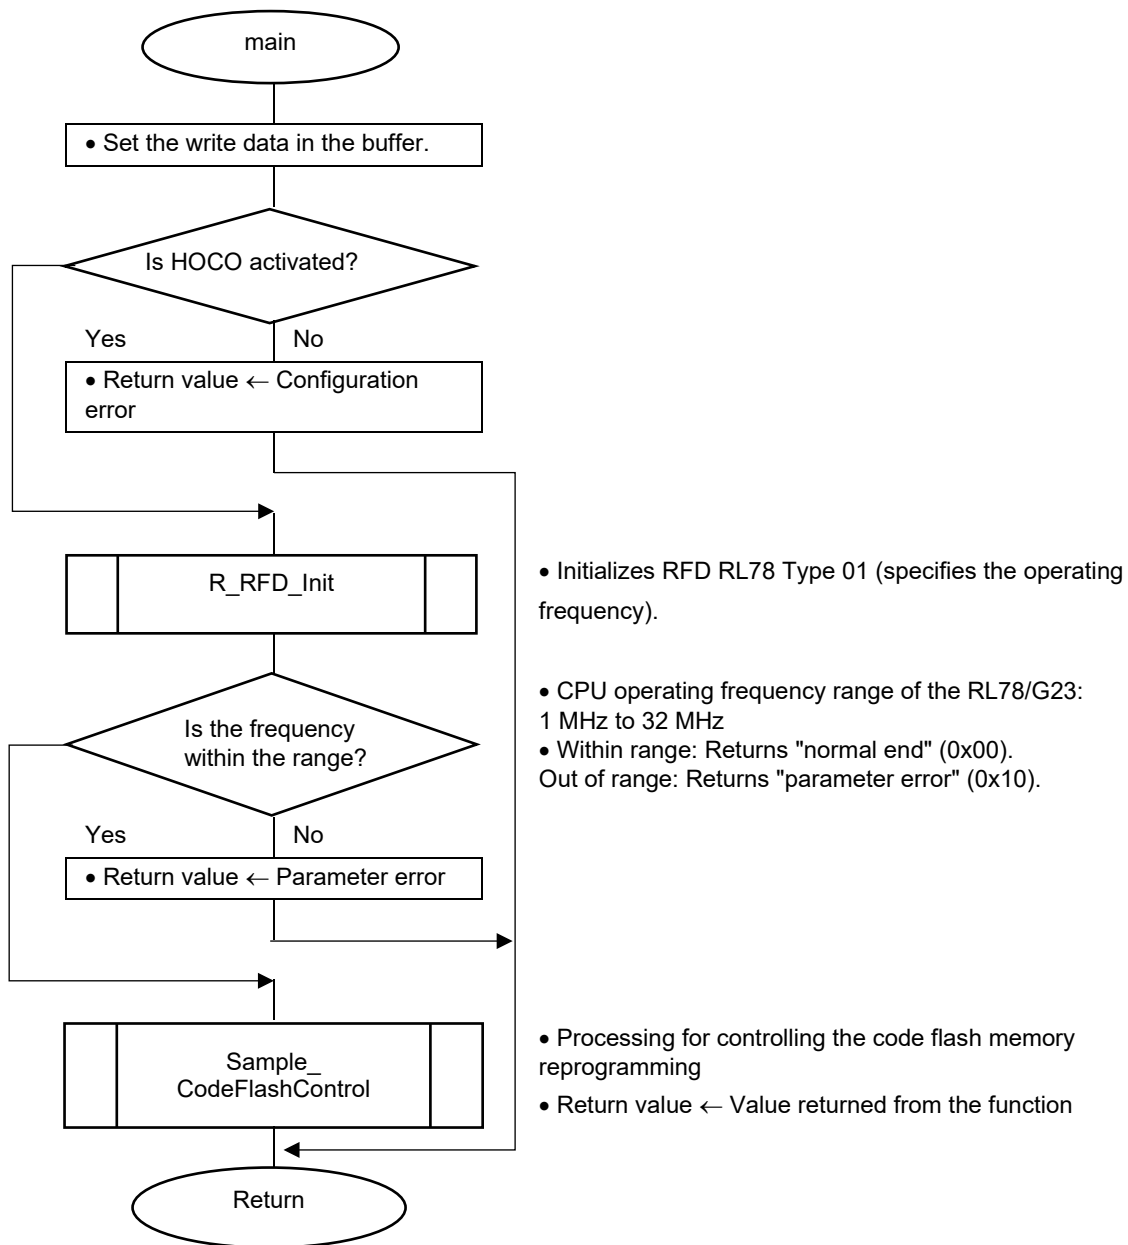 main
• Set the write data in the buffer.
Is HOCO activated?
Yes
No
• Return value ← Configuration
error
R_RFD_Init
• Initializes RFD RL78 Type 01 (specifies the operating
frequency).
Is the frequency
within the range?
• CPU operating frequency range of the RL78/G23:
1 MHz to 32 MHz
• Within range: Returns "normal end" (0x00).
Out of range: Returns "parameter error" (0x10).
Yes
No
• Return value ← Parameter error
Sample_
CodeFlashControl
• Processing for controlling the code flash memory
reprogramming
• Return value ← Value returned from the function
Return